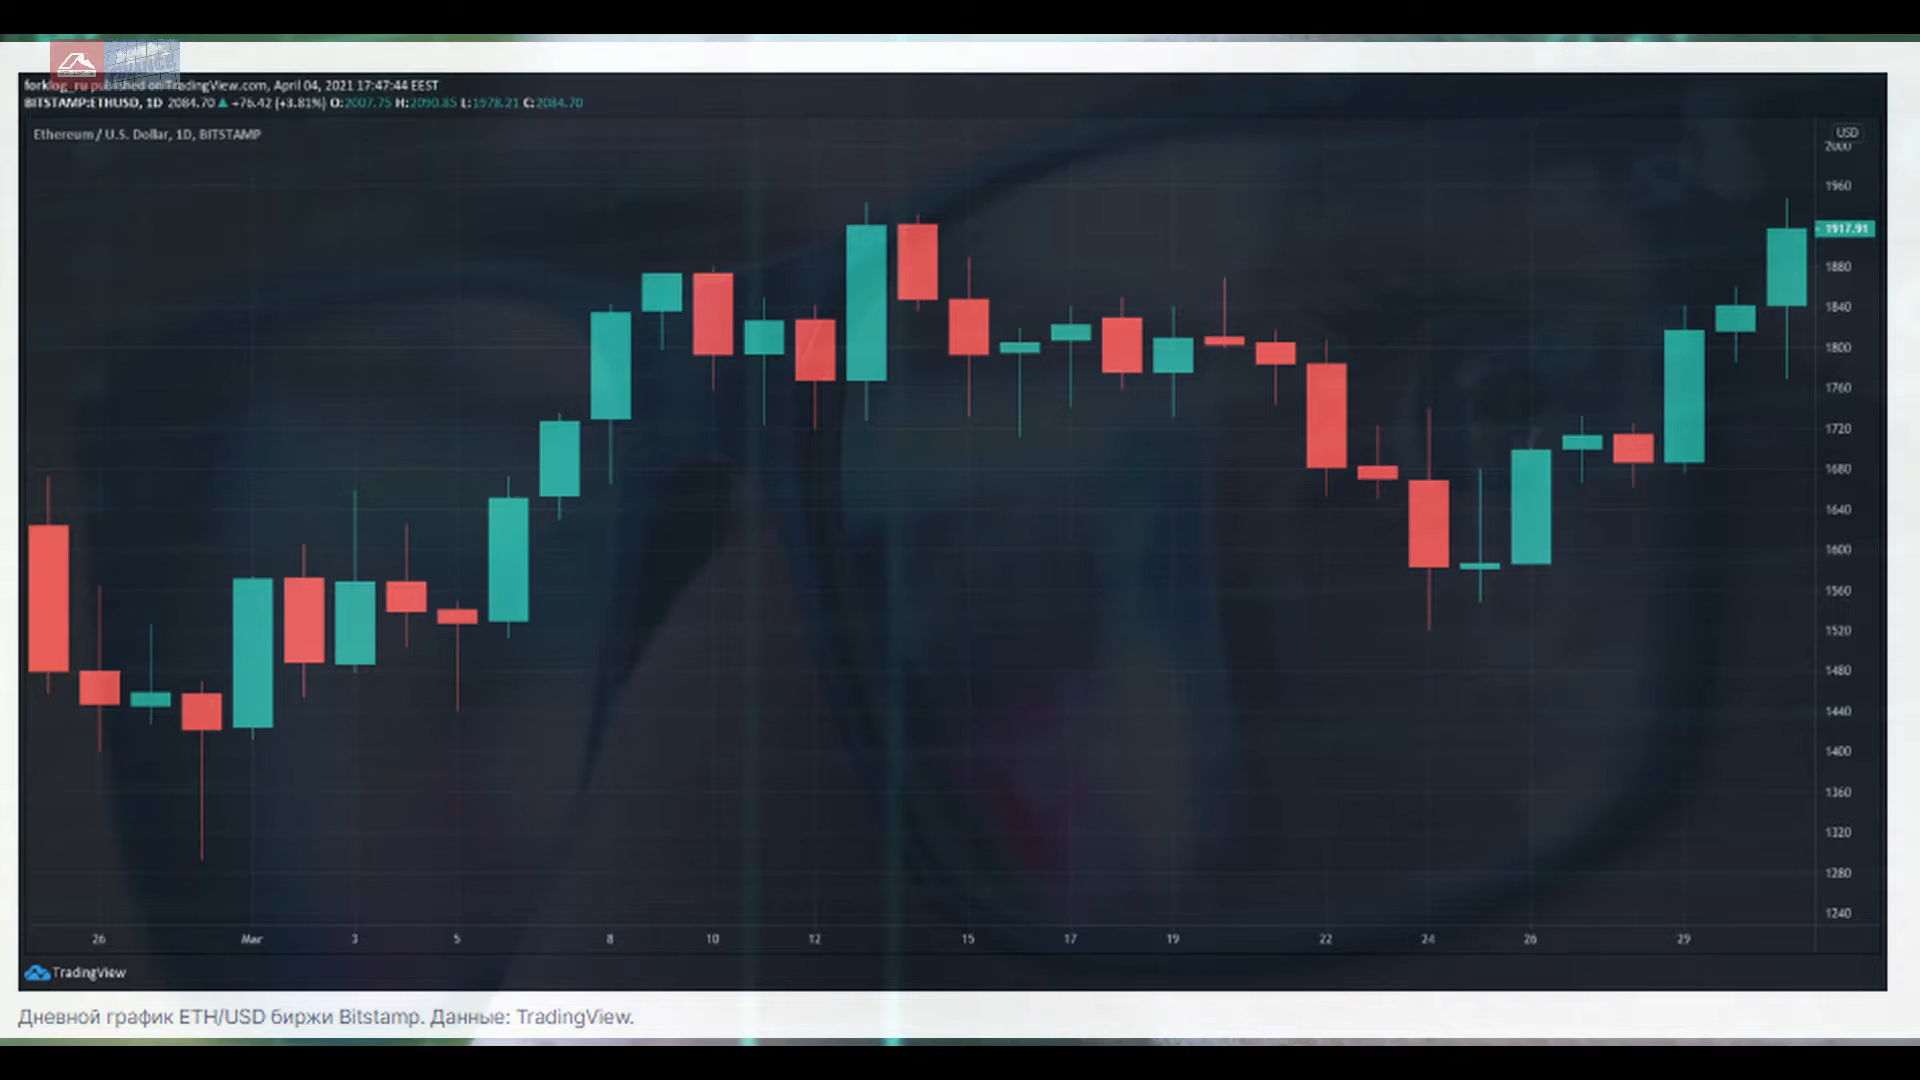 FINANCE
forklog_ru published on TradingView.com, April 04, 2021 17:47:44 EEST
BITSTAMP:ETHUSD, 1D 2084.70 ▲ +76.42 (+3.81%) O:2007.75 H:2090.85 L:1978.21 C:2084.70
Ethereum / U.S. Dollar, 1D, BITSTAMP
USD
2000
1960
1917.91
1880
1840
1800
1760
1720
1680
1640
1600
1560
1520
1480
1440
1400
1360
1320
1280
1240
26 Mar 3 5 8 10 12 15 17 19 22 24 26 29
TradingView
Дневной график ETH/USD биржи Bitstamp. Данные: TradingView.